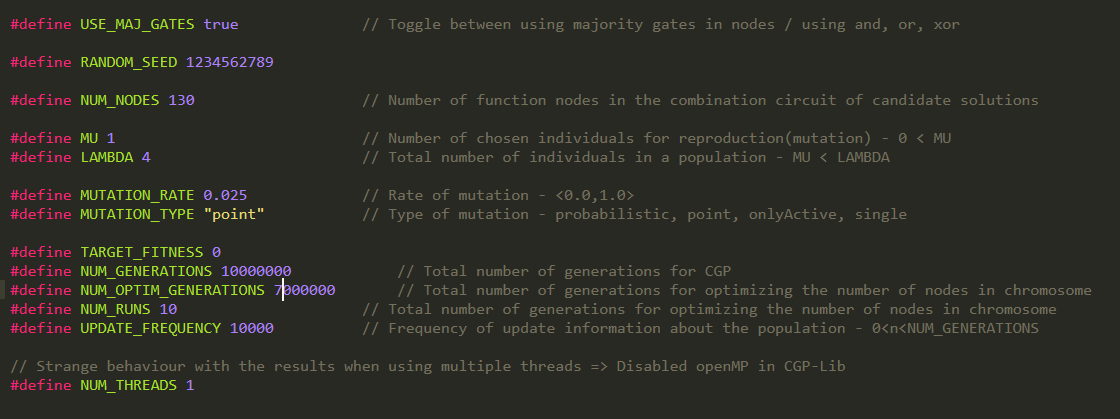 #define USE_MAJ_GATES true // Toggle between using majority gates in nodes / using and, or, xor
#define RANDOM_SEED 1234562789
#define NUM_NODES 130 // Number of function nodes in the combination circuit of candidate solutions
#define MU 1 // Number of chosen individuals for reproduction(mutation) - 0 < MU
#define LAMBDA 4 // Total number of individuals in a population - MU < LAMBDA
#define MUTATION_RATE 0.025 // Rate of mutation - <0.0,1.0>
#define MUTATION_TYPE "point" // Type of mutation - probabilistic, point, onlyActive, single
#define TARGET_FITNESS 0
#define NUM_GENERATIONS 10000000 // Total number of generations for CGP
#define NUM_OPTIM_GENERATIONS 7000000 // Total number of generations for optimizing the number of nodes in chromosome
#define NUM_RUNS 10 // Total number of generations for optimizing the number of nodes in chromosome
#define UPDATE_FREQUENCY 10000 // Frequency of update information about the population - 0<n<NUM_GENERATIONS
// Strange behaviour with the results when using multiple threads => Disabled openMP in CGP-Lib
#define NUM_THREADS 1